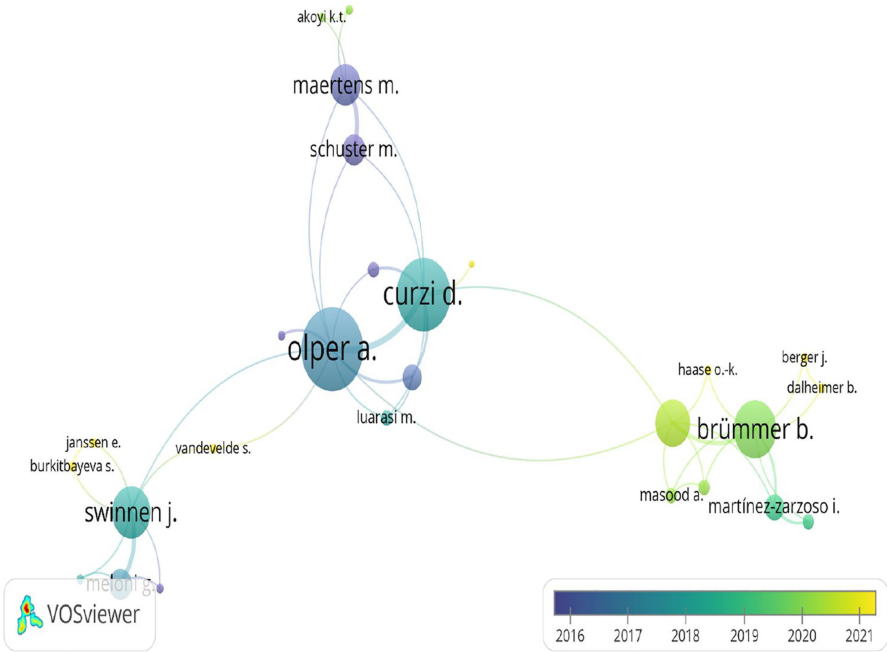 akoyi k.t.
maertens m.
schuster m.
curzi d.
olper a.
luarasi m.
haase o.-k.
berger j.
dalheimer b.
brümmer b.
masood a.
martínez-zarzoso i.
janssen e.
burkitbayeva s.
vandevelde s.
swinnen j.
meloni g.
VOSviewer
2016 2017 2018 2019 2020 2021